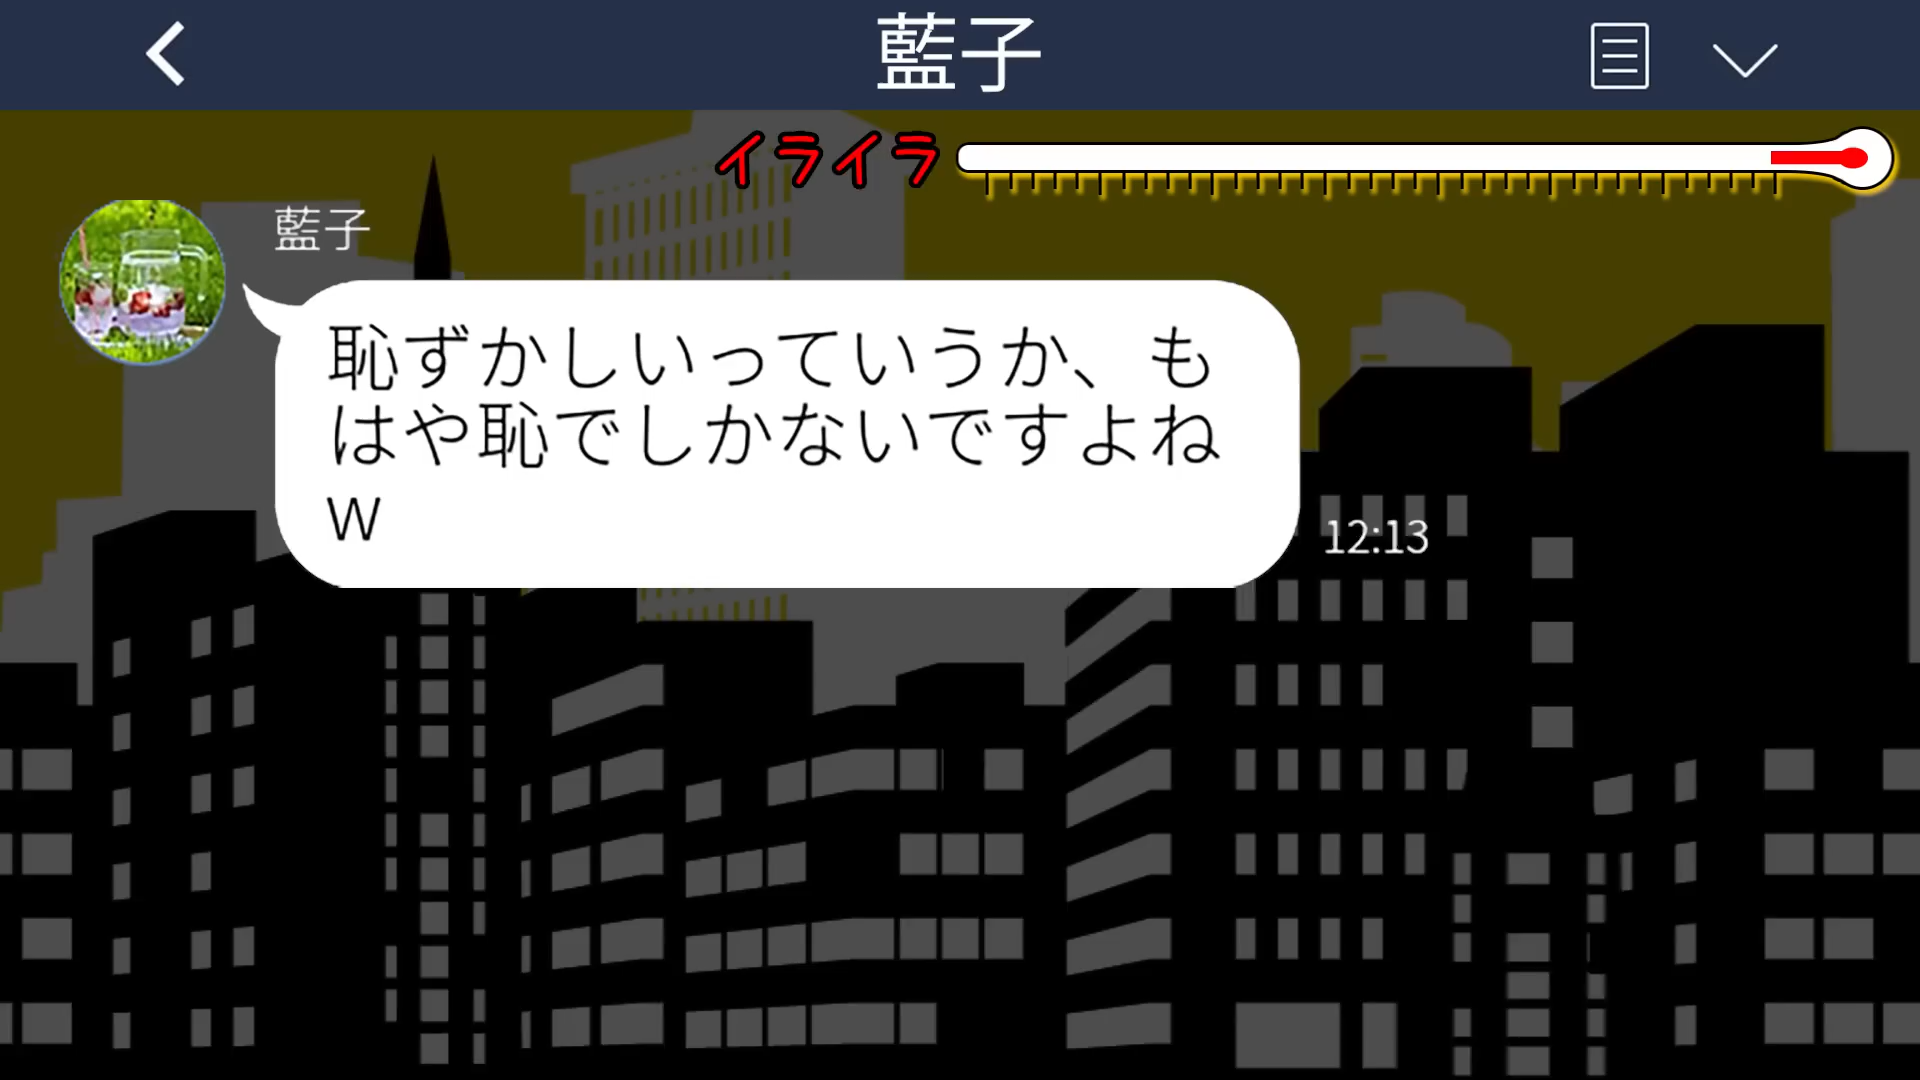 藍子
イライラ
藍子
恥ずかしいっていうか、も
はや恥でしかないですよね
w
12:13